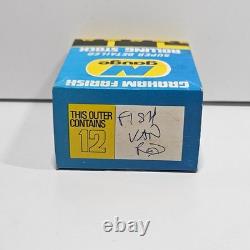 GRAHAM FARISH
N
gauge
SUPER DETAILED
ROLLING STOCK
THIS OUTER
CONTAINS
12
FISH
VAN
RED